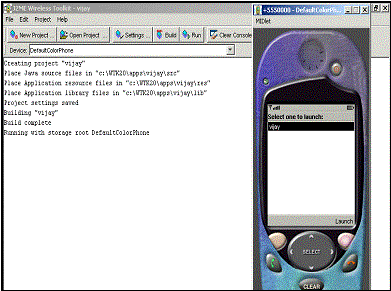 J2ME Wireless Toolkit - vijay
File Edit Project Help
New Project ... Open Project ... Settings ... Build Run Clear Console
Device: DefaultColorPhone
Creating project "vijay"
Place Java source files in "c:\WTK20\apps\vijay\src"
Place Application resource files in "c:\WTK20\apps\vijay\res"
Place Application library files in "c:\WTK20\apps\vijay\lib"
Project settings saved
Building "vijay"
Build complete
Running with storage root DefaultColorPhone
+5550000 - DefaultColorPh...
MIDlet
Select one to launch:
vijay
Launch
SELECT
CLEAR